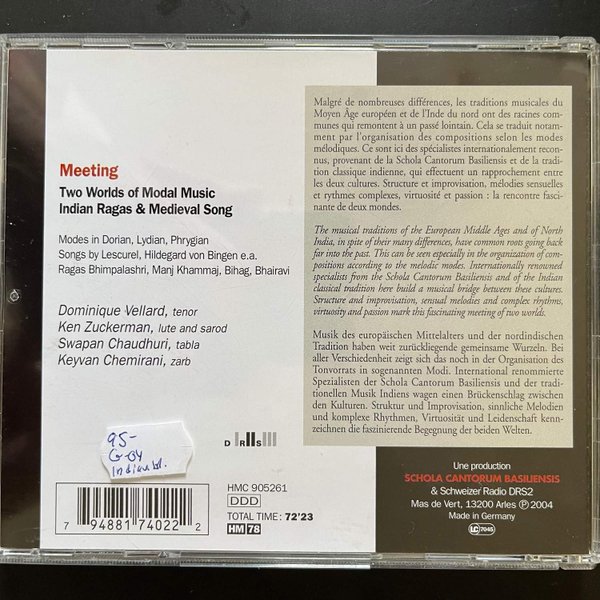 Meeting
Two Worlds of Modal Music
Indian Ragas & Medieval Song
Modes in Dorian, Lydian, Phrygian
Songs by Lescurel, Hildegard von Bingen e.a.
Ragas Bhimpalashri, Manj Khammaj, Bihag, Bhairavi
Dominique Vellard, tenor
Ken Zuckerman, lute and sarod
Swapan Chaudhuri, tabla
Keyvan Chemirani, zarb
95-
G-04
Indian bl.
7 94881 74022 2
D R S
HMC 905261
DDD
TOTAL TIME : 72'23
HM 78
Malgré de nombreuses différences, les traditions musicales du
Moyen Âge européen et de l'Inde du nord ont des racines com-
munes qui remontent à un passé lointain. Cela se traduit notam-
ment par l'organisation des compositions selon les modes
mélodiques. Ce sont ici des spécialistes internationalement recon-
nus, provenant de la Schola Cantorum Basiliensis et de la tradition
classique indienne, qui effectuent un rapprochement entre
les deux cultures. Structure et improvisation, mélodies sensuelles
et rythmes complexes, virtuosité et passion : la rencontre fascin-
ante de deux mondes.
The musical traditions of the European Middle Ages and of North
India, in spite of their many differences, have common roots going back
far into the past. This can be seen especially in the organization of com-
positions according to the melodic modes. Internationally renowned
specialists from the Schola Cantorum Basiliensis and of the Indian
classical tradition here build a musical bridge between these cultures.
Structure and improvisation, sensual melodies and complex rhythms,
virtuosity and passion mark this fascinating meeting of two worlds.
Musik des europäischen Mittelalters und der nordindischen
Tradition haben weit zurückliegende gemeinsame Wurzeln. Bei
aller Verschiedenheit zeigt sich das noch in der Organisation des
Tonvorrats in sogenannten Modi. International renommierte
Spezialisten der Schola Cantorum Basiliensis und der traditio-
nellen Musik Indiens wagen einen Brückenschlag zwischen
den Kulturen. Struktur und Improvisation, sinnliche Melodien
und komplexe Rhythmen, Virtuosität und Leidenschaft kenn-
zeichnen die faszinierende Begegnung der beiden Welten.
Une production
SCHOLA CANTORUM BASILIENSIS
& Schweizer Radio DRS2
Mas de Vert, 13200 Arles ℗ 2004
Made in Germany
LC 7045